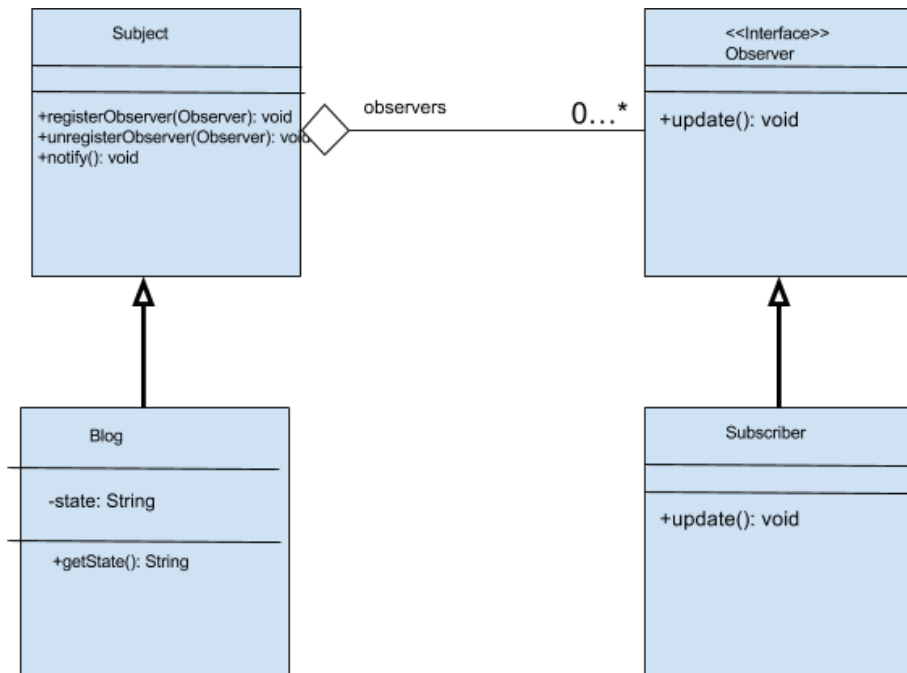 Subject
+registerObserver(Observer): void
+unregisterObserver(Observer): void
+notify(): void
observers
0...*
<<Interface>>
Observer
+update(): void
Blog
-state: String
+getState(): String
Subscriber
+update(): void